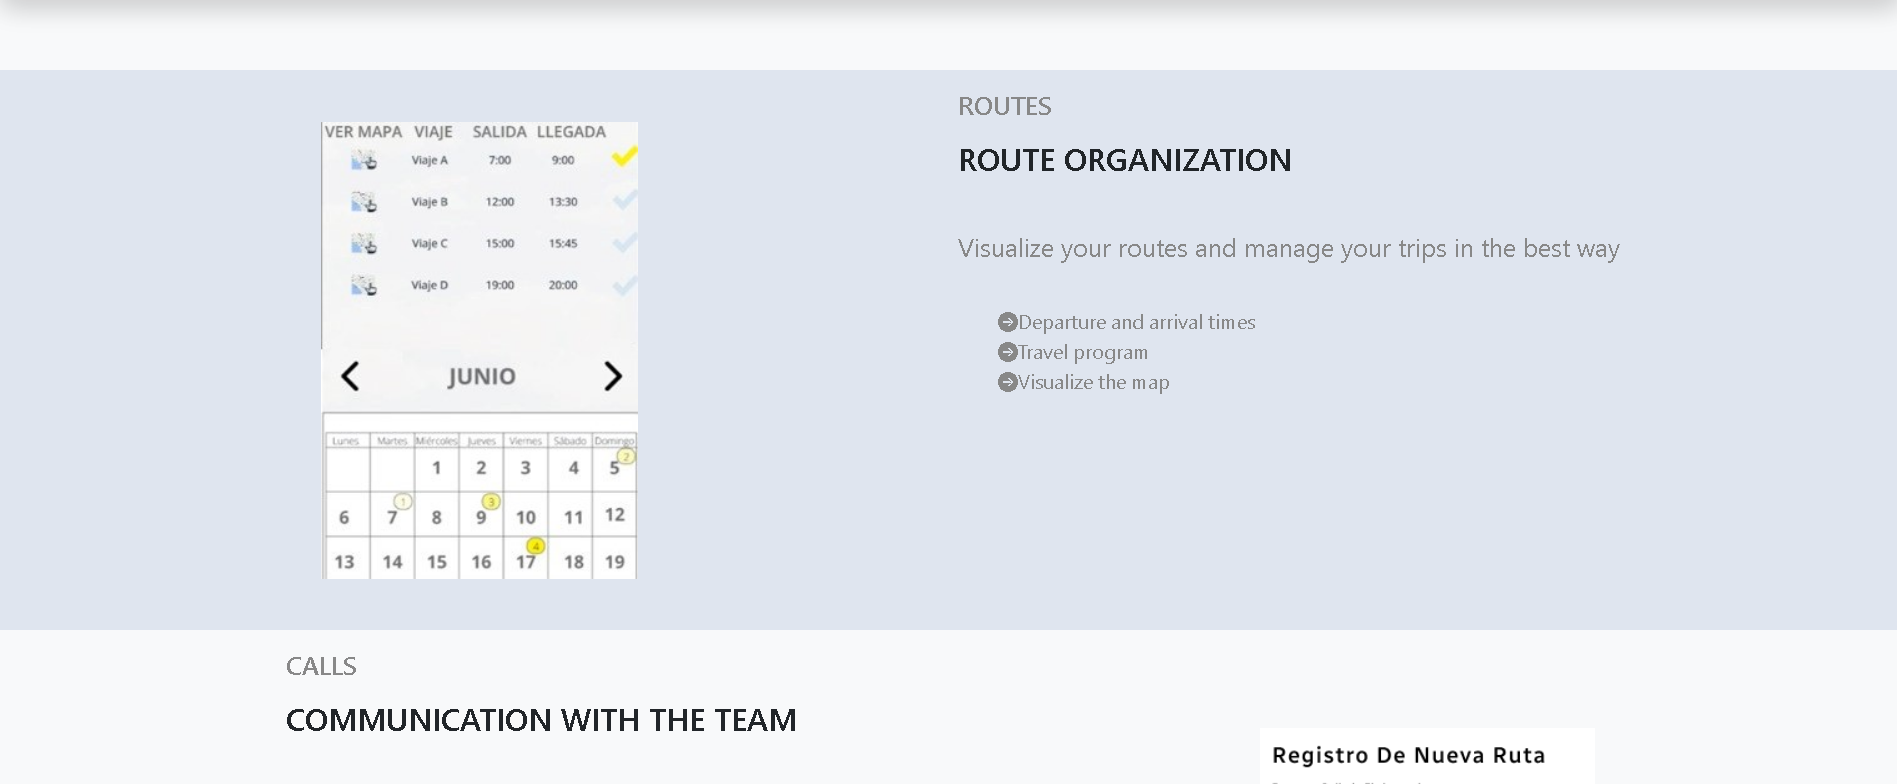 VER MAPA VIAJE SALIDA LLEGADA
Viaje A 7:00 9:00
Viaje B 12:00 13:30
Viaje C 15:00 15:45
Viaje D 19:00 20:00
JUNIO
Lunes Martes Miércoles Jueves Viernes Sábado Domingo
1 2 3 4 5 2
1 3
6 7 8 9 10 11 12
4
13 14 15 16 17 18 19
ROUTES
ROUTE ORGANIZATION
Visualize your routes and manage your trips in the best way
Departure and arrival times
Travel program
Visualize the map
CALLS
COMMUNICATION WITH THE TEAM
Registro De Nueva Ruta